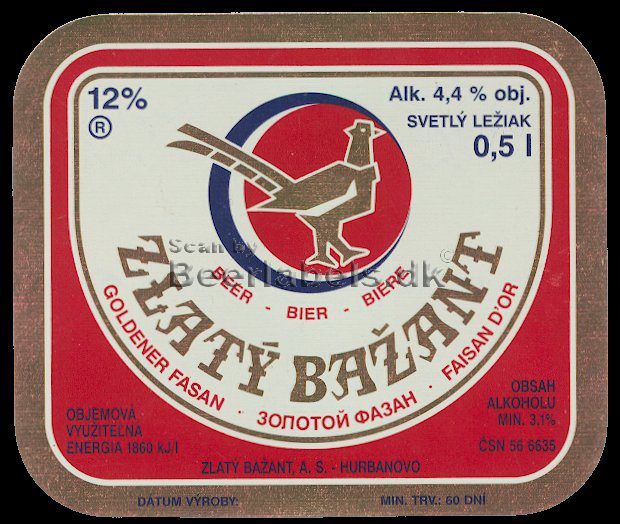 12%
®
Alk. 4,4 % obj.
SVETLÝ LEŽIAK
0,5 l
Scan by
Beerlabels.dk
©
BEER - BIER - BIÈRE
ZLATÝ BAŽANT
GOLDENER FASAN · ЗОЛОТОЙ ФАЗАН · FAISAN D'OR
OBJEMOVÁ
VYUŽITEĽNÁ
ENERGIA 1860 kJ/l
OBSAH
ALKOHOLU
MIN. 3,1%
ČSN 56 6635
ZLATÝ BAŽANT, A. S. - HURBANOVO
DÁTUM VÝROBY:
MIN. TRV.: 60 DNÍ